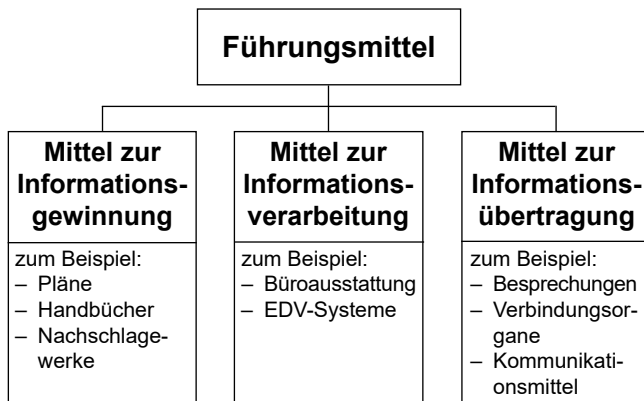 Führungsmittel
Mittel zur
Informations-
gewinnung
zum Beispiel:
– Pläne
– Handbücher
– Nachschlage-
werke
Mittel zur
Informations-
verarbeitung
zum Beispiel:
– Büroausstattung
– EDV-Systeme
Mittel zur
Informations-
übertragung
zum Beispiel:
– Besprechungen
– Verbindungsor-
gane
– Kommunikati-
onsmittel